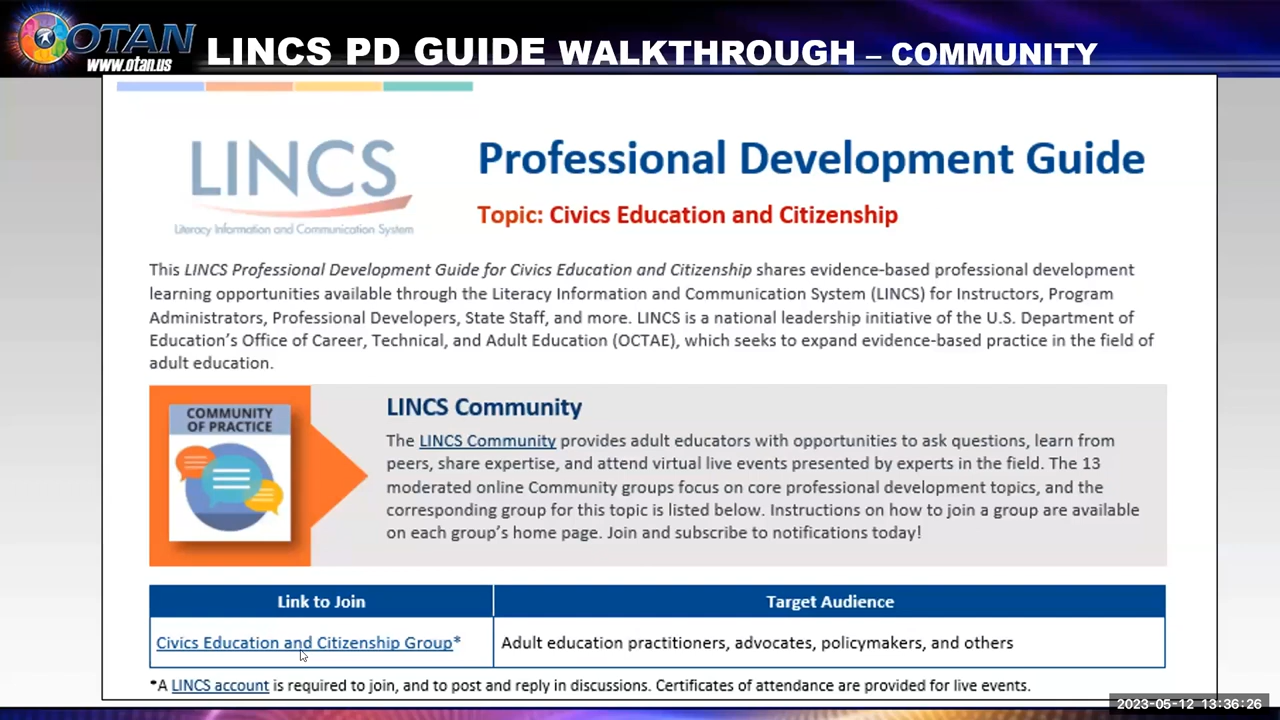 OTAN
www.otan.us
LINCS PD GUIDE WALKTHROUGH – COMMUNITY
LINCS
Literacy Information and Communication System
Professional Development Guide
Topic: Civics Education and Citizenship
This LINCS Professional Development Guide for Civics Education and Citizenship shares evidence-based professional development
learning opportunities available through the Literacy Information and Communication System (LINCS) for Instructors, Program
Administrators, Professional Developers, State Staff, and more. LINCS is a national leadership initiative of the U.S. Department of
Education's Office of Career, Technical, and Adult Education (OCTAE), which seeks to expand evidence-based practice in the field of
adult education.
COMMUNITY
OF PRACTICE
LINCS Community
The LINCS Community provides adult educators with opportunities to ask questions, learn from
peers, share expertise, and attend virtual live events presented by experts in the field. The 13
moderated online Community groups focus on core professional development topics, and the
corresponding group for this topic is listed below. Instructions on how to join a group are available
on each group's home page. Join and subscribe to notifications today!
Link to Join
Target Audience
Civics Education and Citizenship Group*
Adult education practitioners, advocates, policymakers, and others
*A LINCS account is required to join, and to post and reply in discussions. Certificates of attendance are provided for live events.
2023-05-12 13:36:26